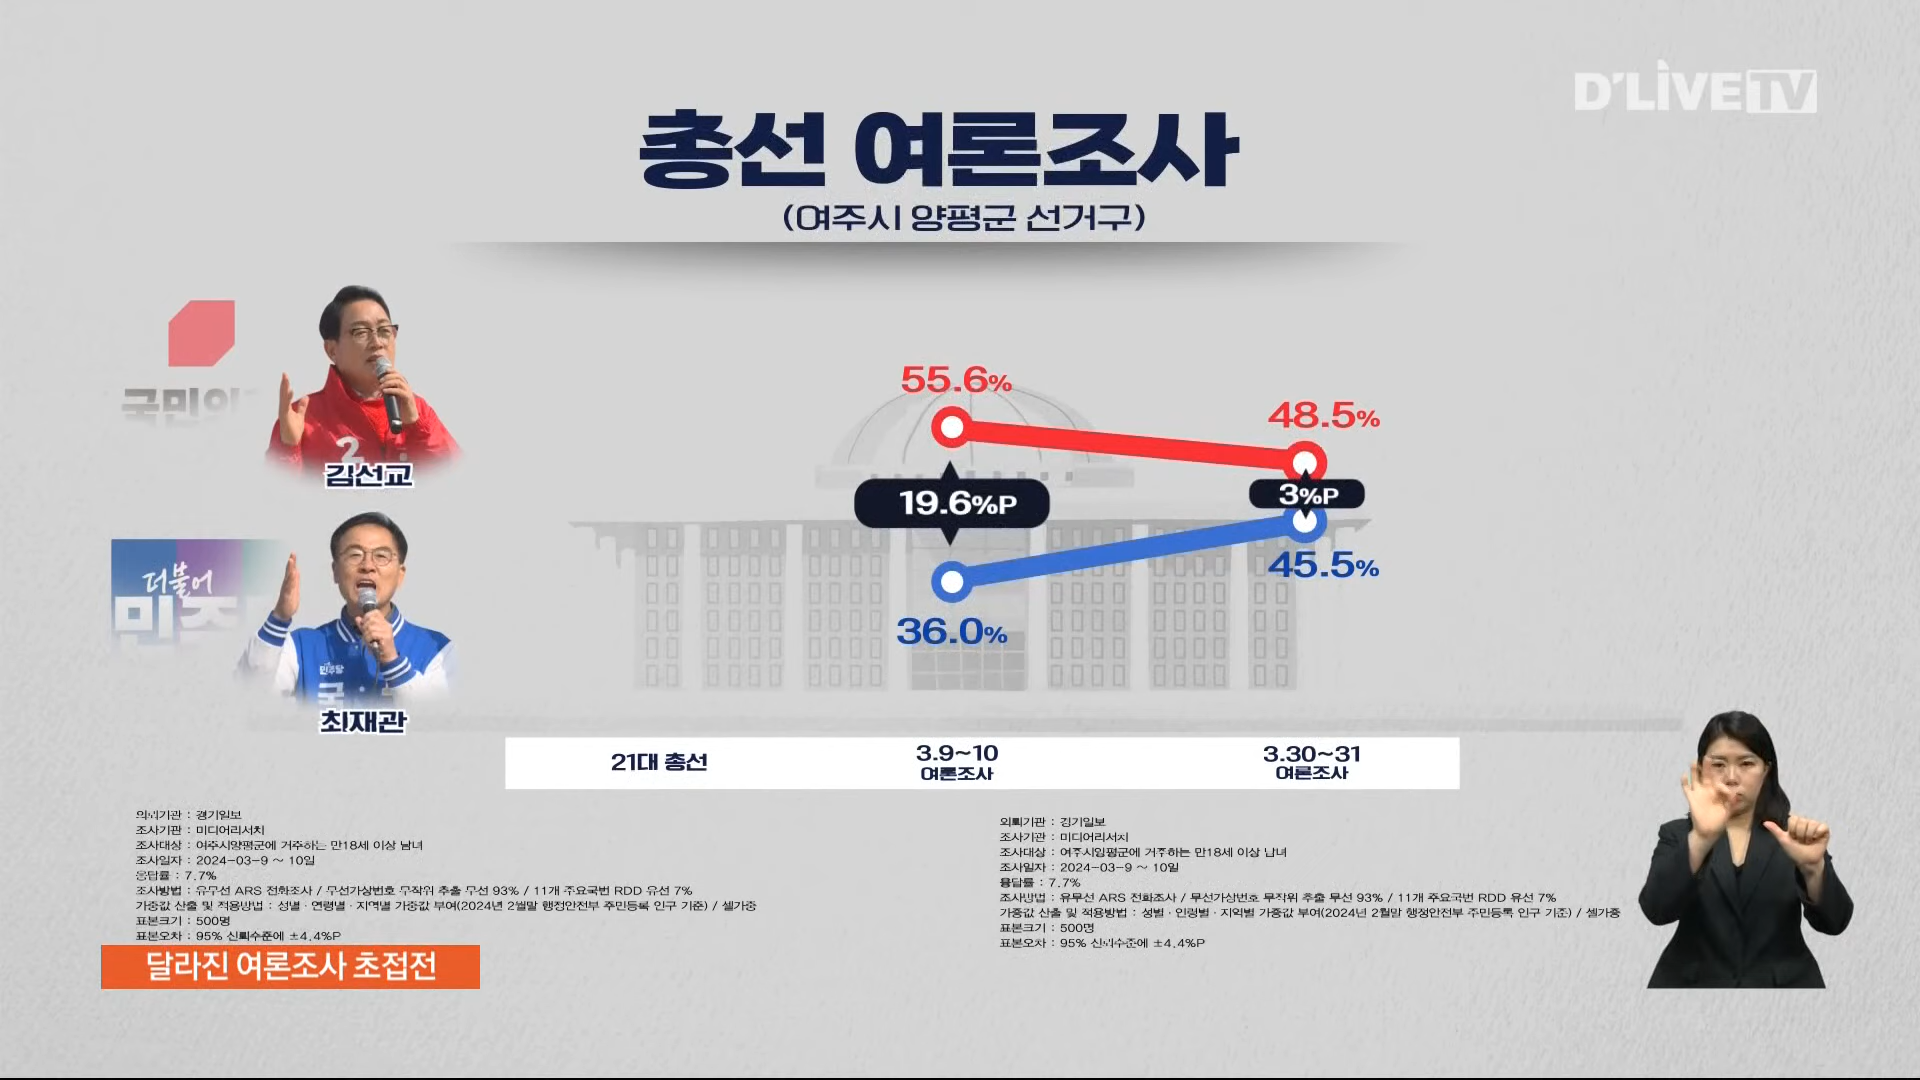 D'LIVE TV
총선 여론조사
(여주시 양평군 선거구)
국민의
55.6%
48.5%
김선교
19.6%P
3%P
더불어
민주
45.5%
36.0%
민주당
최재관
21대 총선
3.9~10
여론조사
3.30~31
여론조사
의뢰기관 : 경기일보
조사기관 : 미디어리서치
조사대상 : 여주시양평군에 거주하는 만18세 이상 남녀
조사일자 : 2024-03-9 ~ 10일
응답률 : 7.7%
조사방법 : 유무선 ARS 전화조사 / 무선가상번호 무작위 추출 무선 93% / 11개 주요국번 RDD 유선 7%
가중값 산출 및 적용방법 : 성별 · 연령별 · 지역별 가중값 부여(2024년 2월말 행정안전부 주민등록 인구 기준) / 셀가중
표본크기 : 500명
표본오차 : 95% 신뢰수준에 ±4.4%P
의뢰기관 : 경기일보
조사기관 : 미디어리서치
조사대상 : 여주시양평군에 거주하는 만18세 이상 남녀
조사일자 : 2024-03-9 ~ 10일
응답률 : 7.7%
조사방법 : 유무선 ARS 전화조사 / 무선가상번호 무작위 추출 무선 93% / 11개 주요국번 RDD 유선 7%
가중값 산출 및 적용방법 : 성별 · 연령별 · 지역별 가중값 부여(2024년 2월말 행정안전부 주민등록 인구 기준) / 셀가중
표본크기 : 500명
표본오차 : 95% 신뢰수준에 ±4.4%P
달라진 여론조사 초접전